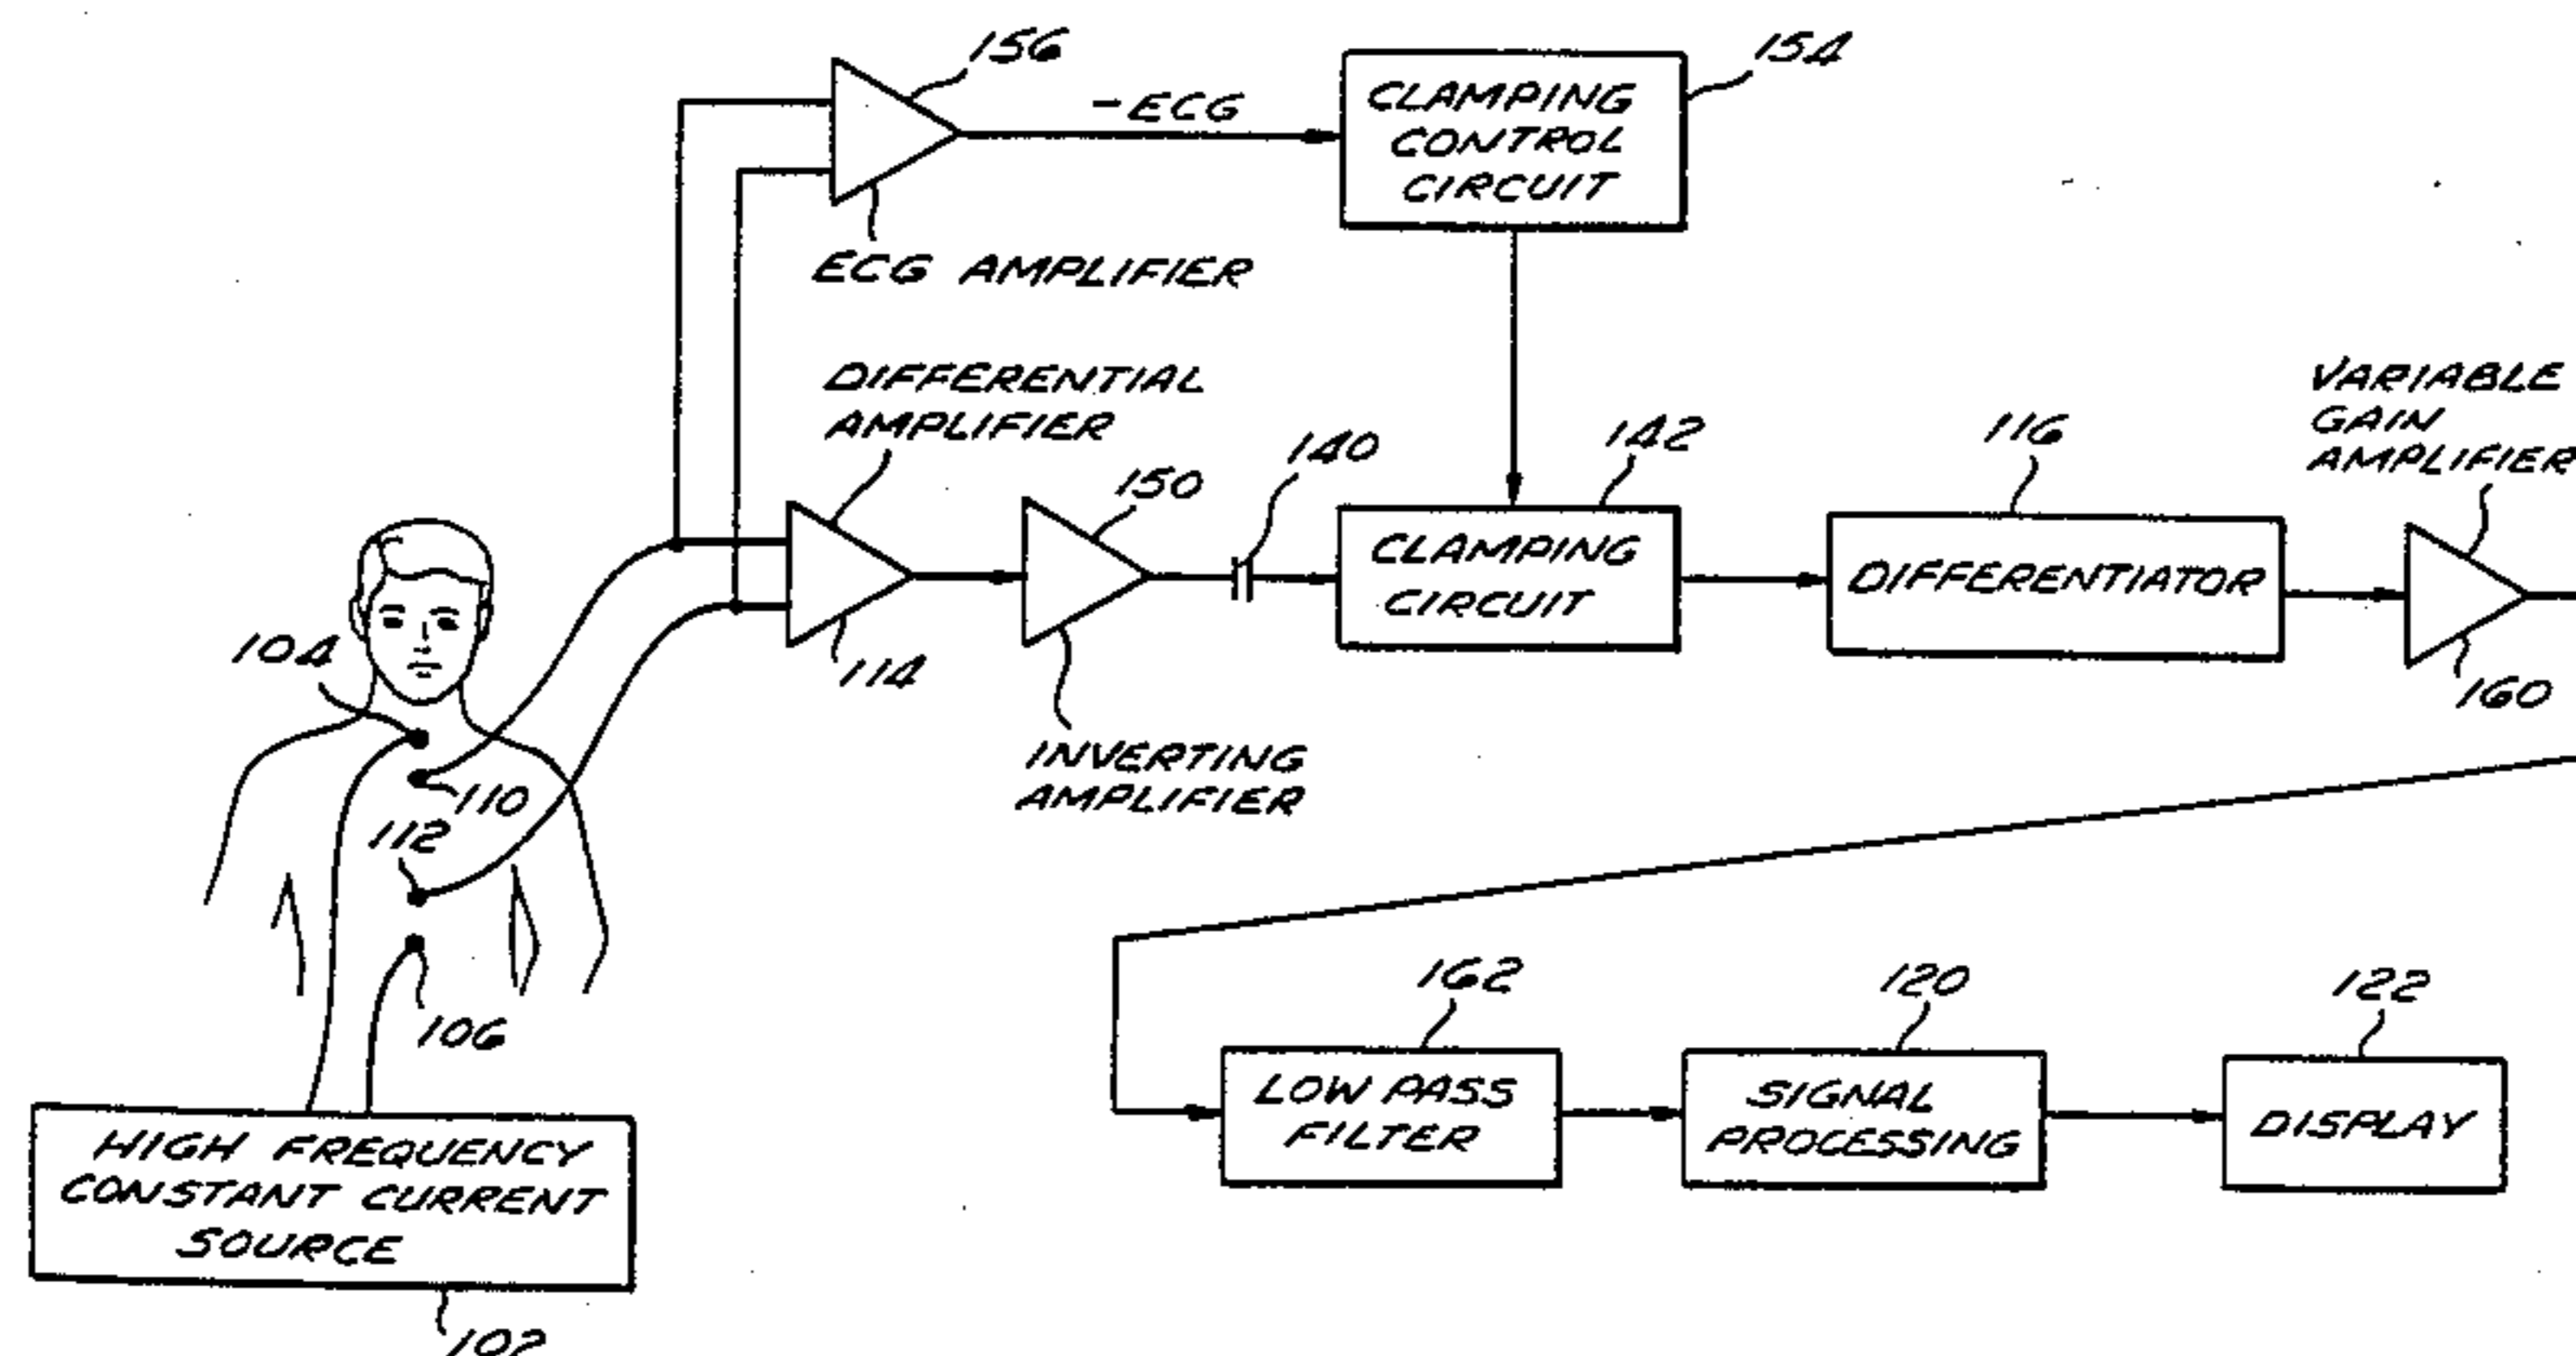 156
-ECG
CLAMPING
CONTROL
CIRCUIT
154
ECG AMPLIFIER
DIFFERENTIAL
AMPLIFIER
114
150
INVERTING
AMPLIFIER
140
CLAMPING
CIRCUIT
142
116
DIFFERENTIATOR
VARIABLE
GAIN
AMPLIFIER
160
104
110
112
106
HIGH FREQUENCY
CONSTANT CURRENT
SOURCE
102
162
LOW PASS
FILTER
120
SIGNAL
PROCESSING
122
DISPLAY